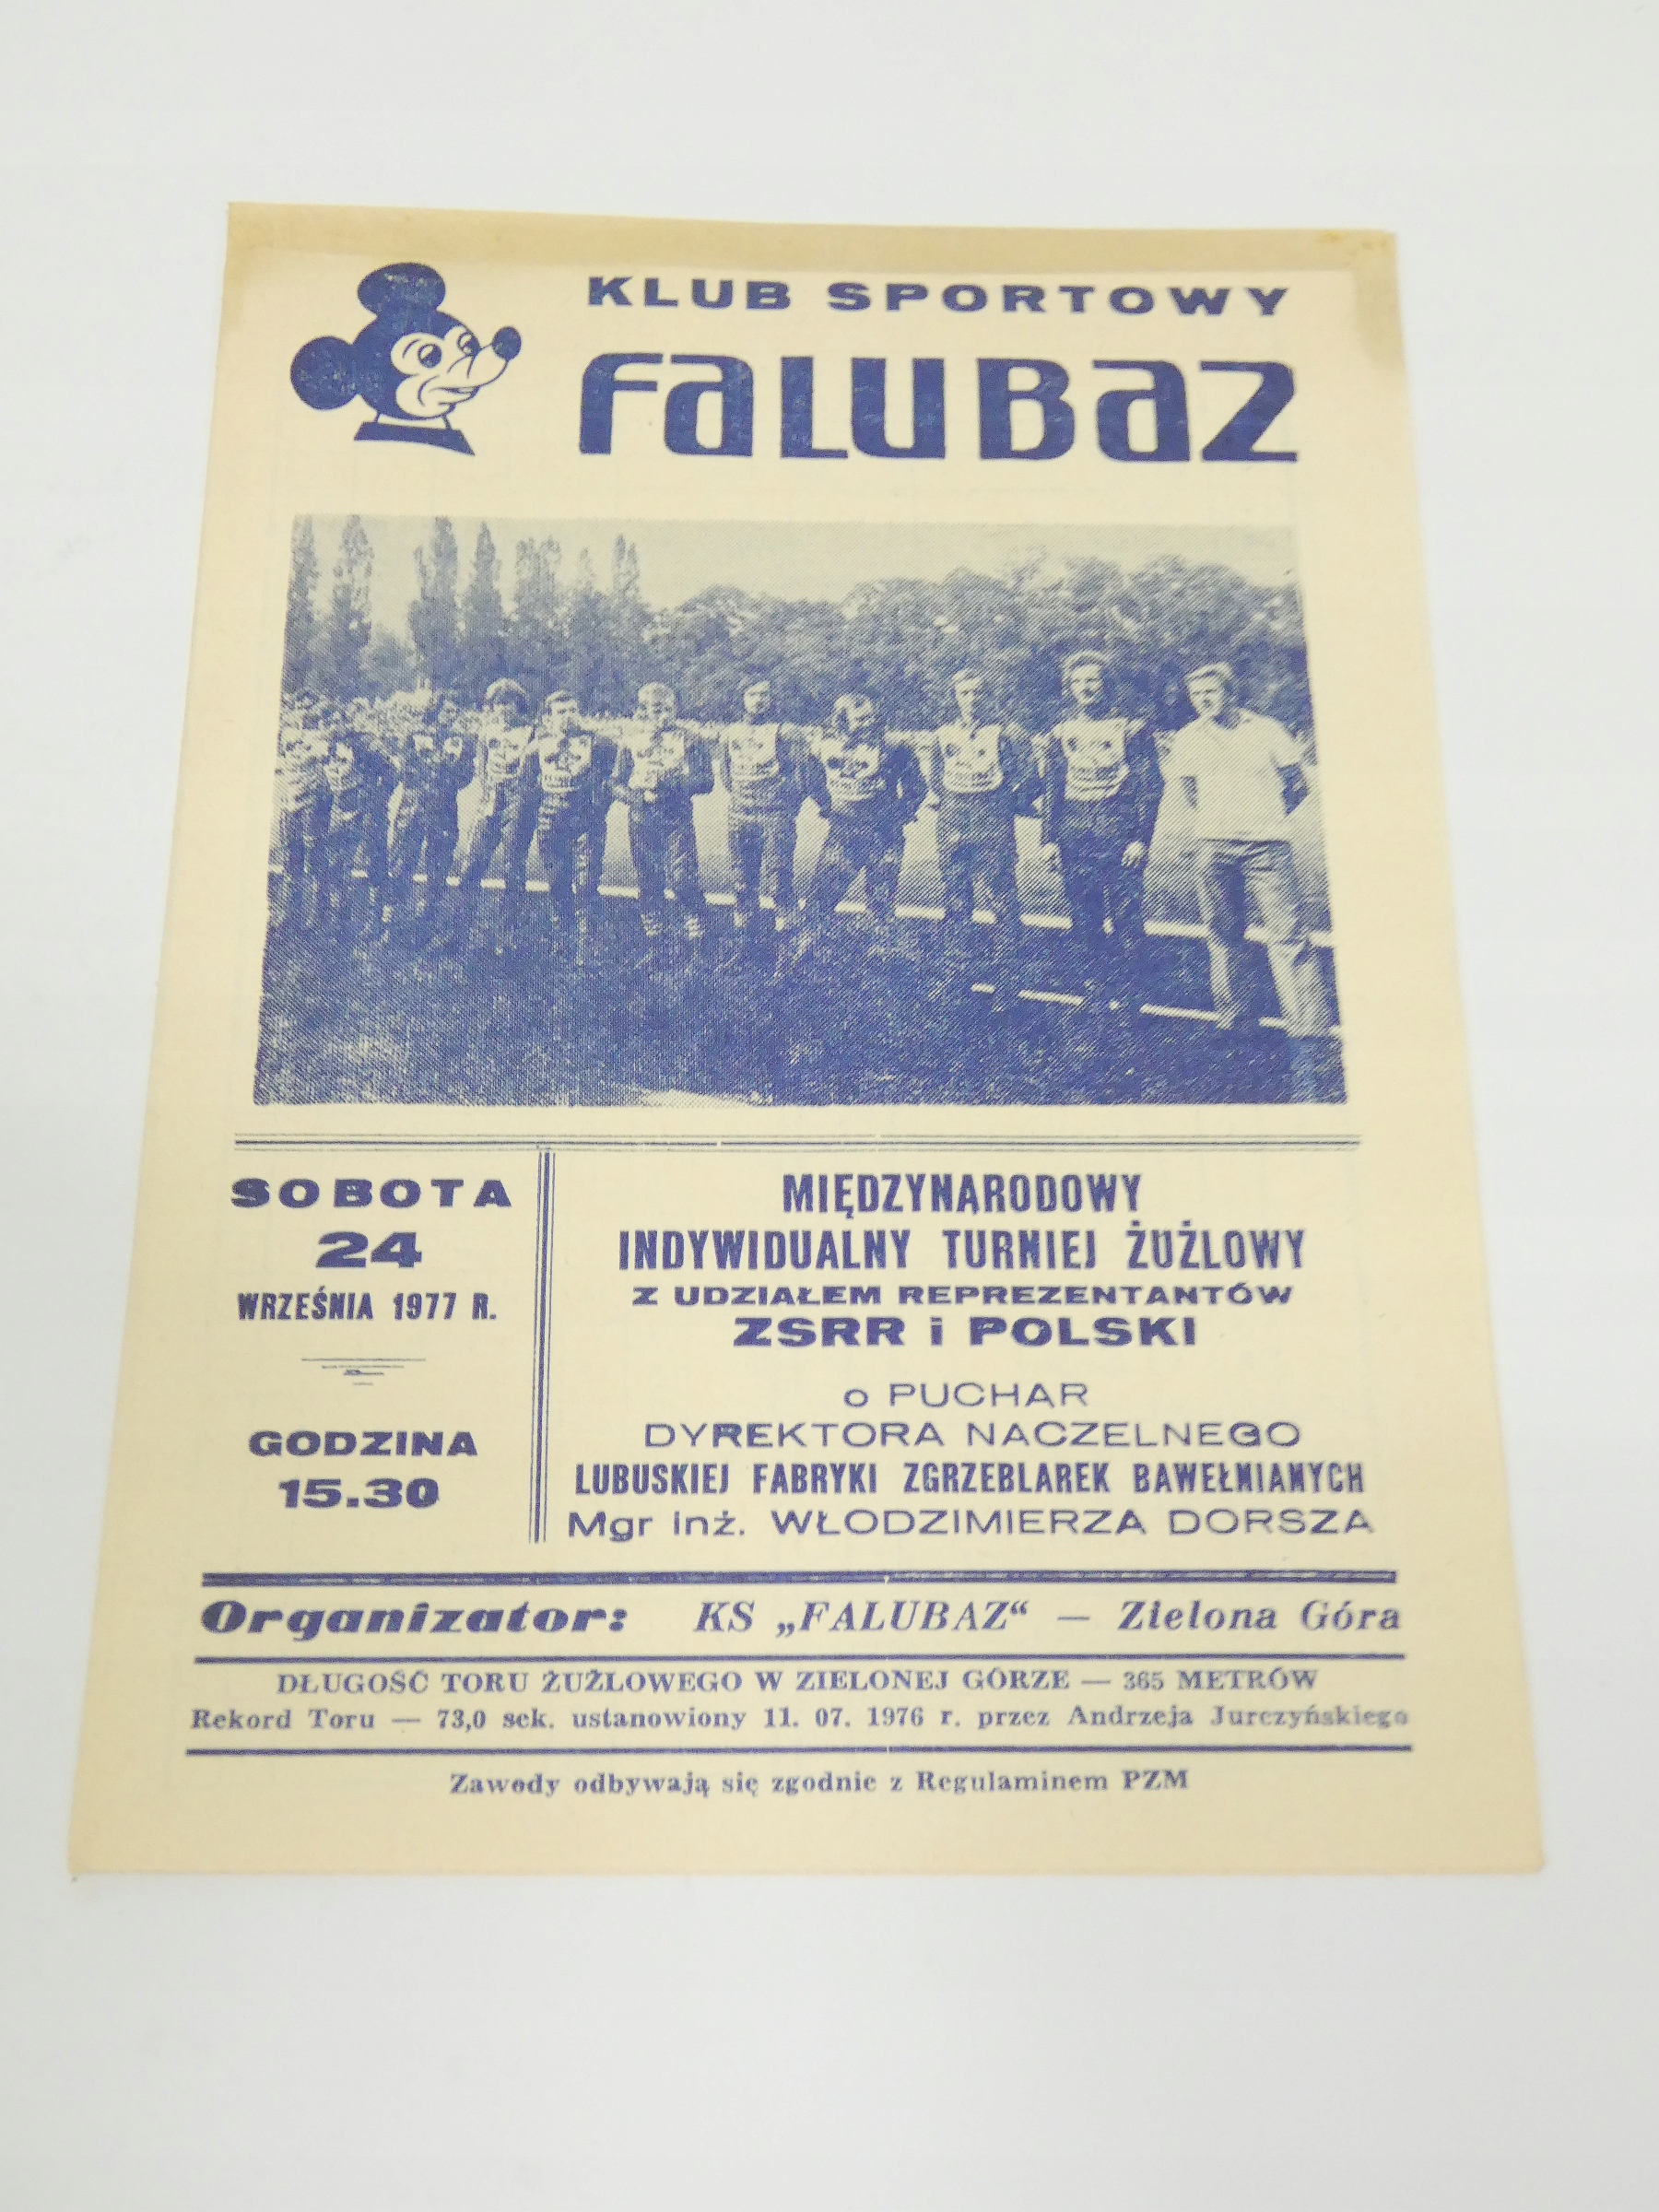 KLUB SPORTOWY
FALUBAZ
SOBOTA
24
WRZEŚNIA 1977 R.
GODZINA
15.30
MIĘDZYNARODOWY
INDYWIDUALNY TURNIEJ ŻUŻLOWY
Z UDZIAŁEM REPREZENTANTÓW
ZSRR i POLSKI
o PUCHAR
DYREKTORA NACZELNEGO
LUBUSKIEJ FABRYKI ZGRZEBLAREK BAWEŁNIANYCH
Mgr inż. WŁODZIMIERZA DORSZA
Organizator: KS „FALUBAZ“ — Zielona Góra
DŁUGOŚĆ TORU ŻUŻLOWEGO W ZIELONEJ GÓRZE — 365 METRÓW
Rekord Toru — 73,0 sek. ustanowiony 11. 07. 1976 r. przez Andrzeja Jurczyńskiego
Zawody odbywają się zgodnie z Regulaminem PZM